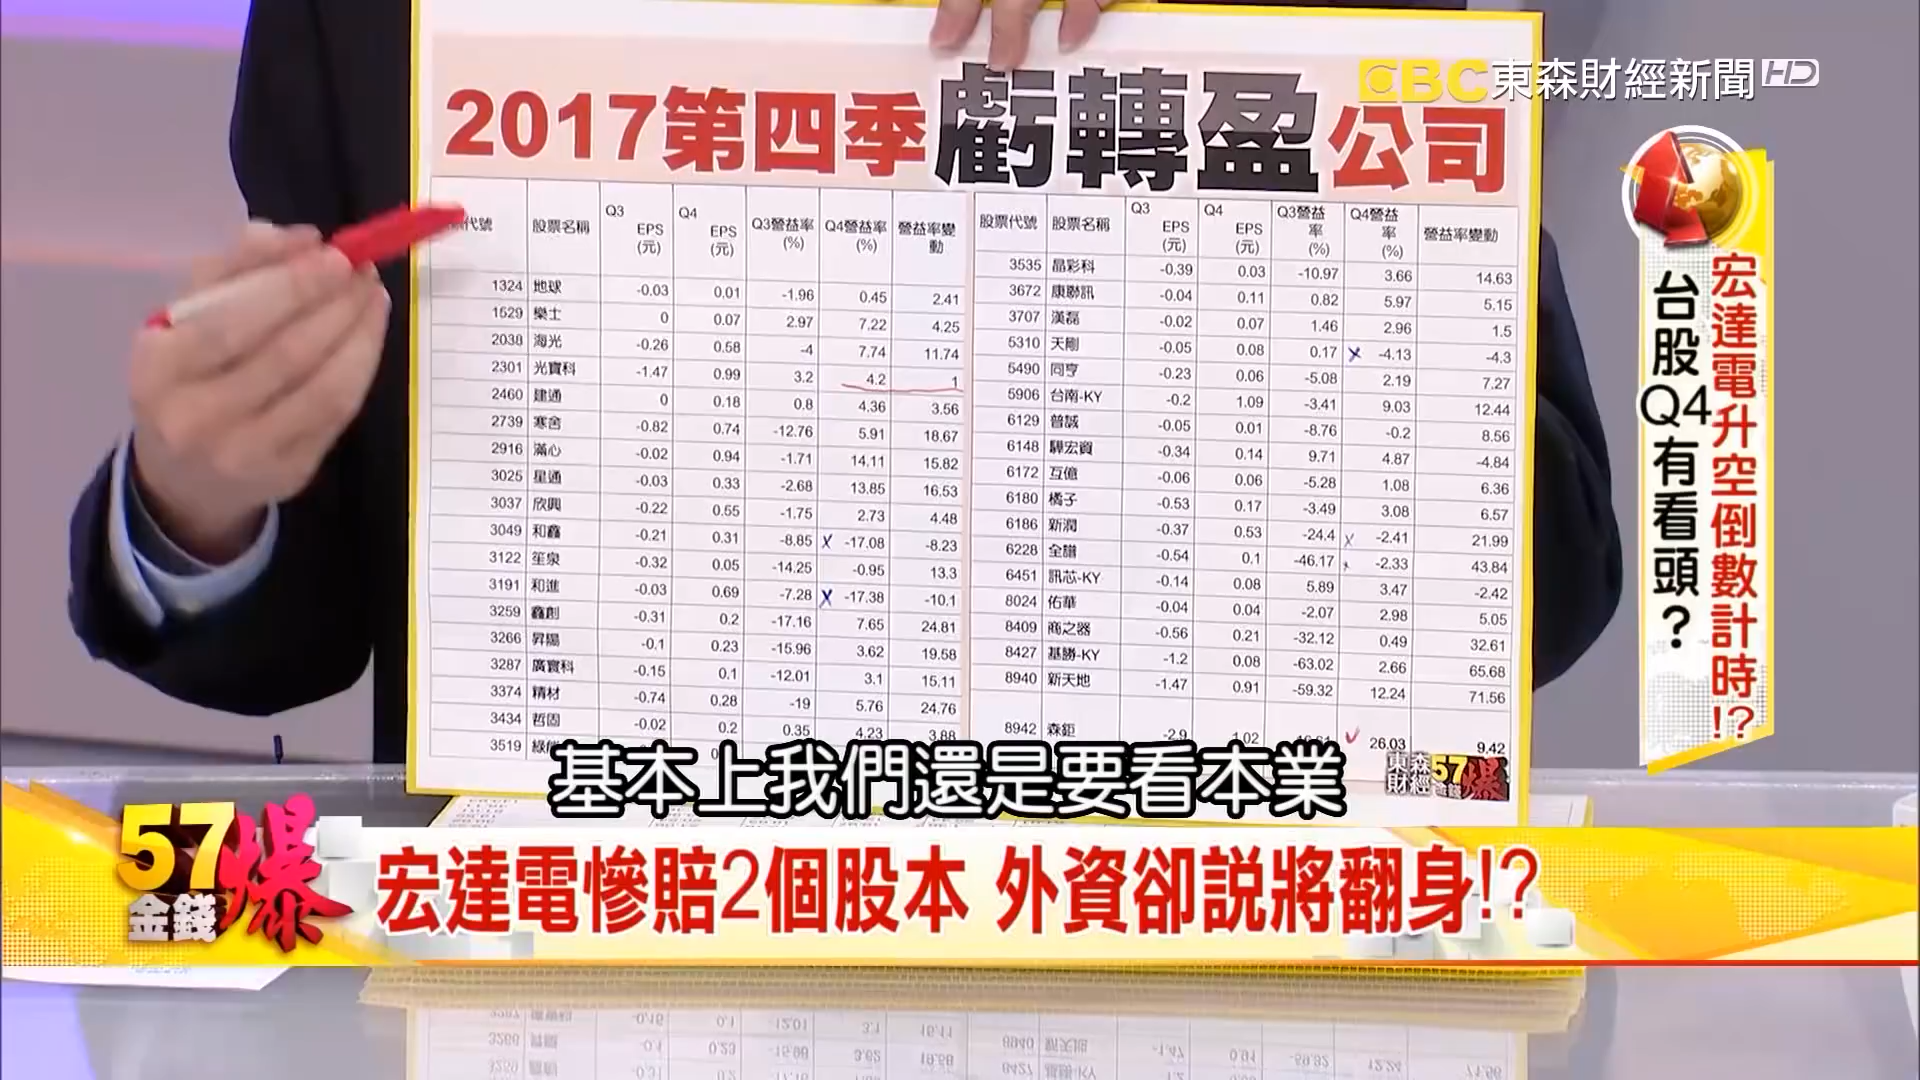 EBC東森財經新聞HD
2017第四季虧轉盈公司
代號 股票名稱 Q3 EPS (元) Q4 EPS (元) Q3營益率 (%) Q4營益率 (%) 營益率變動
1324 地球 -0.03 0.01 -1.96 0.45 2.41
1529 樂士 0 0.07 2.97 7.22 4.25
2038 海光 -0.26 0.58 -4 7.74 11.74
2301 光寶科 -1.47 0.99 3.2 4.2 1
2460 建通 0 0.18 0.8 4.36 3.56
2739 寒舍 -0.82 0.74 -12.76 5.91 18.67
2916 滿心 -0.02 0.94 -1.71 14.11 15.82
3025 星通 -0.03 0.33 -2.68 13.85 16.53
3037 欣興 -0.22 0.55 -1.75 2.73 4.48
3049 和鑫 -0.21 0.31 -8.85 X -17.08 -8.23
3122 笙泉 -0.32 0.05 -14.25 -0.95 13.3
3191 和進 -0.03 0.69 -7.28 X -17.38 -10.1
3259 鑫創 -0.31 0.2 -17.16 7.65 24.81
3266 昇陽 -0.1 0.23 -15.96 3.62 19.58
3287 廣寰科 -0.15 0.1 -12.01 3.1 15.11
3374 精材 -0.74 0.28 -19 5.76 24.76
3434 哲固 -0.02 0.2 0.35 4.23 3.88
3519 綠能
股票代號 股票名稱 Q3 EPS (元) Q4 EPS (元) Q3營益率 (%) Q4營益率 (%) 營益率變動
3535 晶彩科 -0.39 0.03 -10.97 3.66 14.63
3672 康聯訊 -0.04 0.11 0.82 5.97 5.15
3707 漢磊 -0.02 0.07 1.46 2.96 1.5
5310 天剛 -0.05 0.08 0.17 X -4.13 -4.3
5490 同亨 -0.23 0.06 -5.08 2.19 7.27
5906 台南-KY -0.2 1.09 -3.41 9.03 12.44
6129 普誠 -0.05 0.01 -8.76 -0.2 8.56
6148 驊宏資 -0.34 0.14 9.71 4.87 -4.84
6172 互億 -0.06 0.06 -5.28 1.08 6.36
6180 橘子 -0.53 0.17 -3.49 3.08 6.57
6186 新潤 -0.37 0.53 -24.4 X -2.41 21.99
6228 全譜 -0.54 0.1 -46.17 X -2.33 43.84
6451 訊芯-KY -0.14 0.08 5.89 3.47 -2.42
8024 佑華 -0.04 0.04 -2.07 2.98 5.05
8409 商之器 -0.56 0.21 -32.12 0.49 32.61
8427 基勝-KY -1.2 0.08 -63.02 2.66 65.68
8940 新天地 -1.47 0.91 -59.32 12.24 71.56
8942 森鉅 -2.9 1.02 26.03 9.42
東森財經 57金錢爆
宏達電升空倒數計時!?
台股Q4有看頭？
基本上我們還是要看本業
57金錢爆
宏達電慘賠2個股本 外資卻說將翻身!?